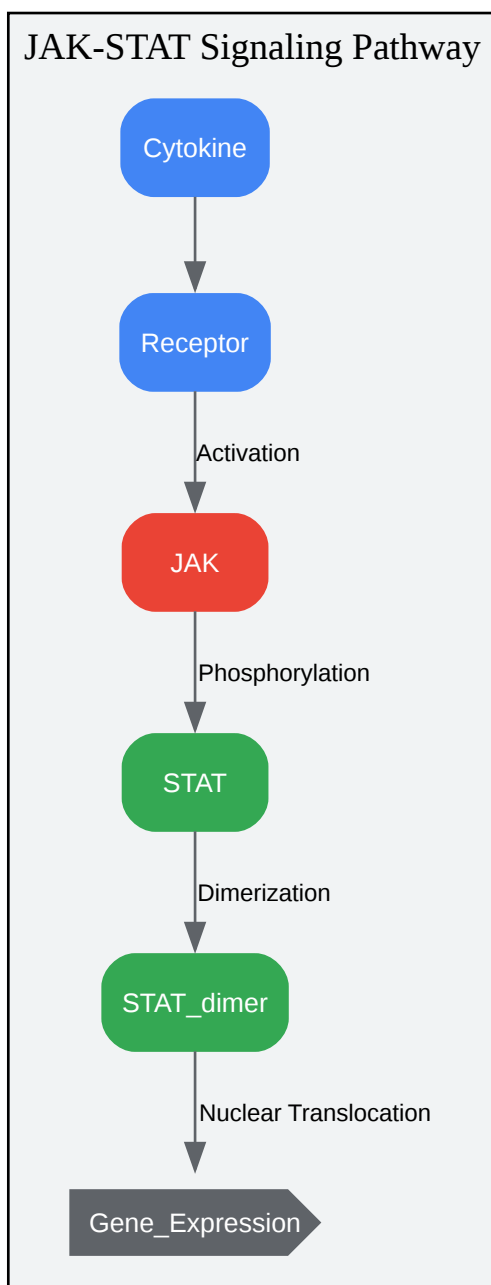 JAK-STAT Signaling Pathway
Cytokine
Receptor
Activation
JAK
Phosphorylation
STAT
Dimerization
STAT_dimer
Nuclear Translocation
Gene_Expression